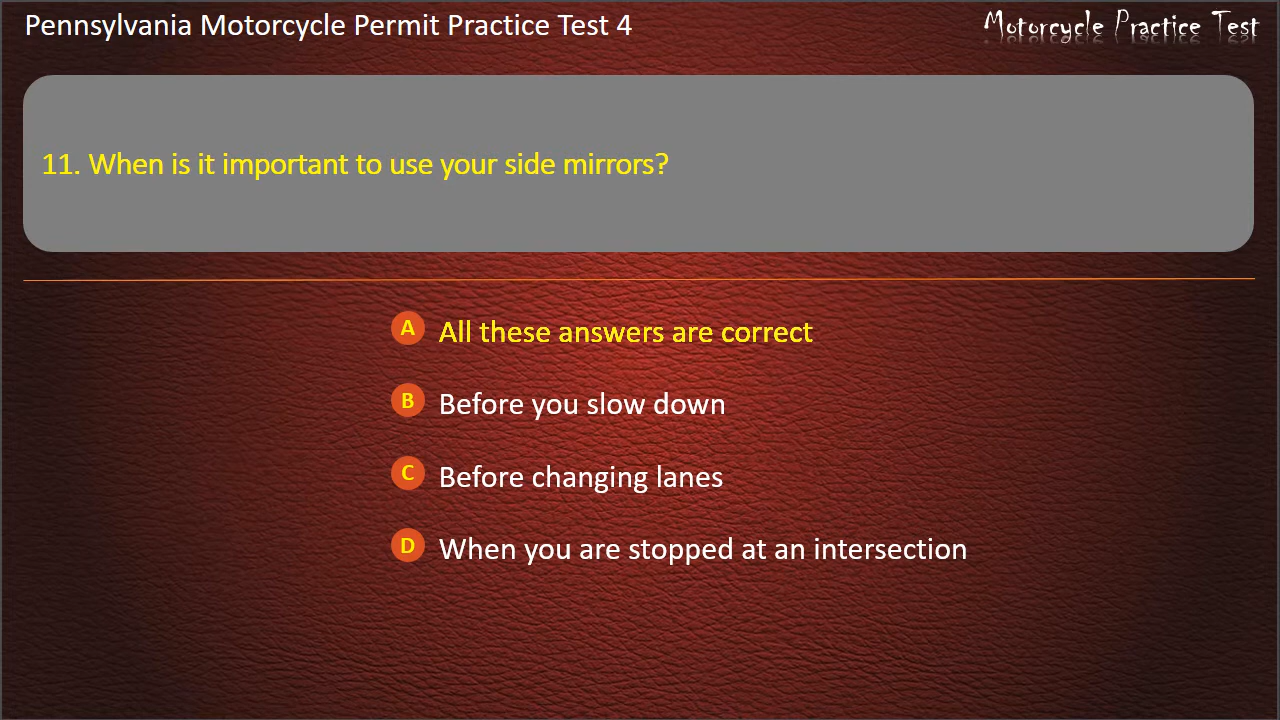 Pennsylvania Motorcycle Permit Practice Test 4
Motorcycle Practice Test
11. When is it important to use your side mirrors?
A All these answers are correct
B Before you slow down
C Before changing lanes
D When you are stopped at an intersection